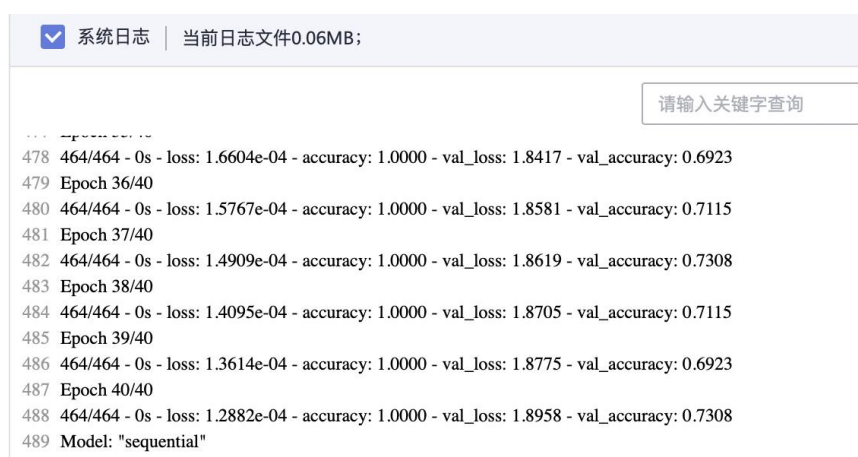 系统日志 | 当前日志文件0.06MB;
请输入关键字查询
478 464/464 - 0s - loss: 1.6604e-04 - accuracy: 1.0000 - val_loss: 1.8417 - val_accuracy: 0.6923
479 Epoch 36/40
480 464/464 - 0s - loss: 1.5767e-04 - accuracy: 1.0000 - val_loss: 1.8581 - val_accuracy: 0.7115
481 Epoch 37/40
482 464/464 - 0s - loss: 1.4909e-04 - accuracy: 1.0000 - val_loss: 1.8619 - val_accuracy: 0.7308
483 Epoch 38/40
484 464/464 - 0s - loss: 1.4095e-04 - accuracy: 1.0000 - val_loss: 1.8705 - val_accuracy: 0.7115
485 Epoch 39/40
486 464/464 - 0s - loss: 1.3614e-04 - accuracy: 1.0000 - val_loss: 1.8775 - val_accuracy: 0.6923
487 Epoch 40/40
488 464/464 - 0s - loss: 1.2882e-04 - accuracy: 1.0000 - val_loss: 1.8958 - val_accuracy: 0.7308
489 Model: "sequential"